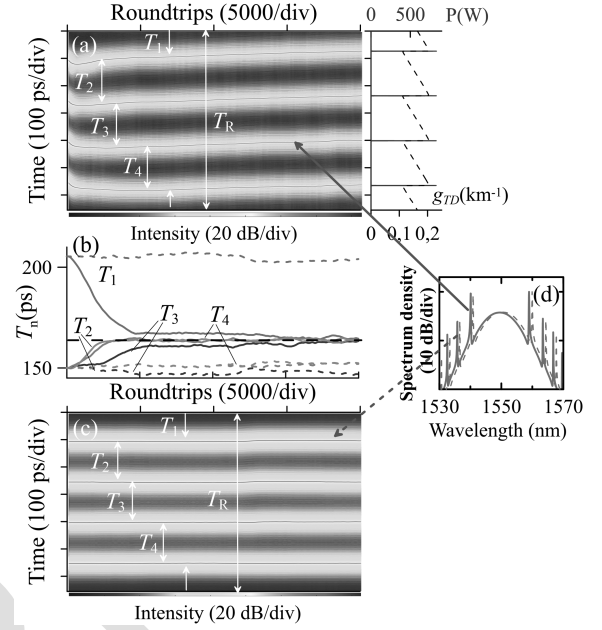 Roundtrips (5000/div)
0 500 P(W)
(a)
T1
T2
T3
T4
TR
Time (100 ps/div)
gTD(km-1)
0 0,1 0,2
Intensity (20 dB/div)
(b)
200
150
Tn(ps)
T1
T2
T3
T4
Roundtrips (5000/div)
(d)
Spectrum density
(10 dB/div)
1530 1550 1570
Wavelength (nm)
(c)
T1
T2
T3
T4
TR
Time (100 ps/div)
Intensity (20 dB/div)